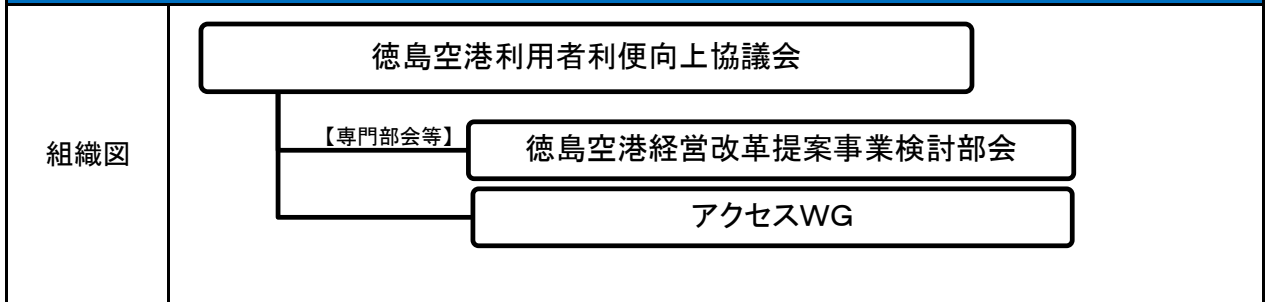 徳島空港利用者利便向上協議会
組織図
【専門部会等】
徳島空港経営改革提案事業検討部会
アクセスWG